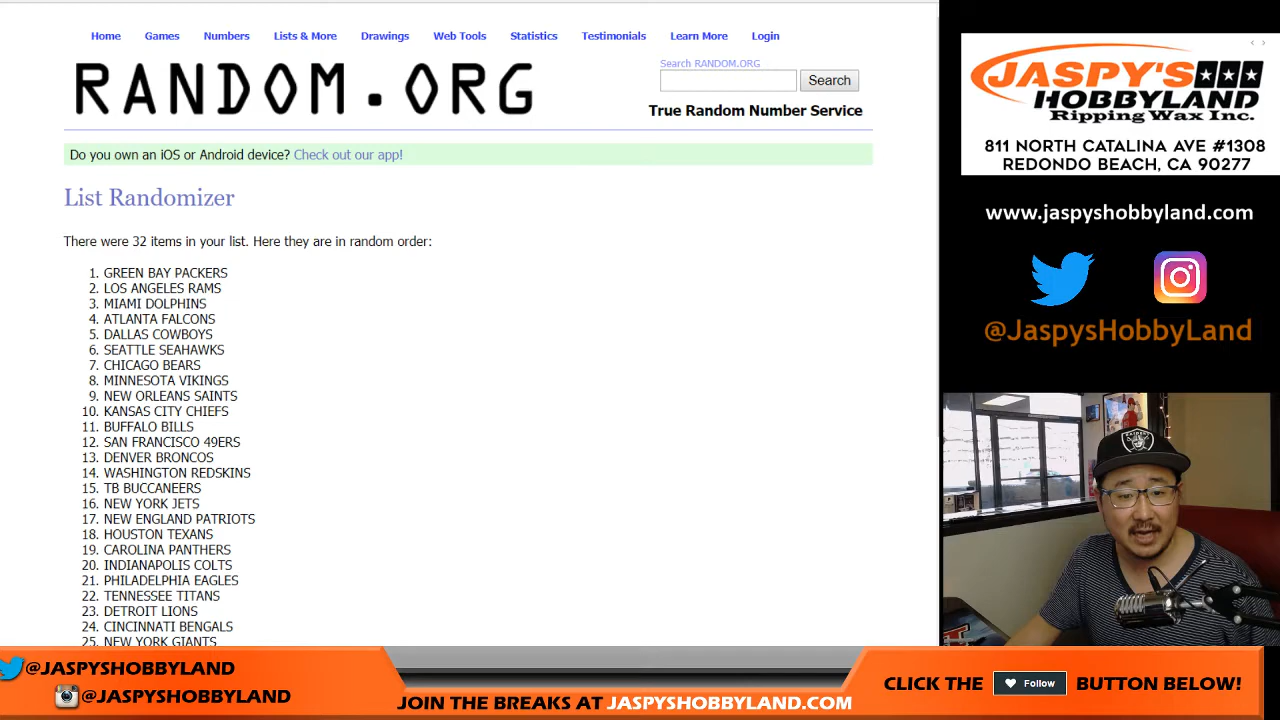 Home Games Numbers Lists & More Drawings Web Tools Statistics Testimonials Learn More Login
RANDOM.ORG
Search RANDOM.ORG
Search
True Random Number Service
Do you own an iOS or Android device? Check out our app!
List Randomizer
There were 32 items in your list. Here they are in random order:
1. GREEN BAY PACKERS
2. LOS ANGELES RAMS
3. MIAMI DOLPHINS
4. ATLANTA FALCONS
5. DALLAS COWBOYS
6. SEATTLE SEAHAWKS
7. CHICAGO BEARS
8. MINNESOTA VIKINGS
9. NEW ORLEANS SAINTS
10. KANSAS CITY CHIEFS
11. BUFFALO BILLS
12. SAN FRANCISCO 49ERS
13. DENVER BRONCOS
14. WASHINGTON REDSKINS
15. TB BUCCANEERS
16. NEW YORK JETS
17. NEW ENGLAND PATRIOTS
18. HOUSTON TEXANS
19. CAROLINA PANTHERS
20. INDIANAPOLIS COLTS
21. PHILADELPHIA EAGLES
22. TENNESSEE TITANS
23. DETROIT LIONS
24. CINCINNATI BENGALS
25. NEW YORK GIANTS
JASPY'S
HOBBYLAND
Ripping Wax Inc.
811 NORTH CATALINA AVE #1308
REDONDO BEACH, CA 90277
www.jaspyshobbyland.com
@JaspysHobbyLand
RAIDERS
@JASPYSHOBBYLAND
@JASPYSHOBBYLAND
JOIN THE BREAKS AT JASPYSHOBBYLAND.COM
CLICK THE Follow BUTTON BELOW!